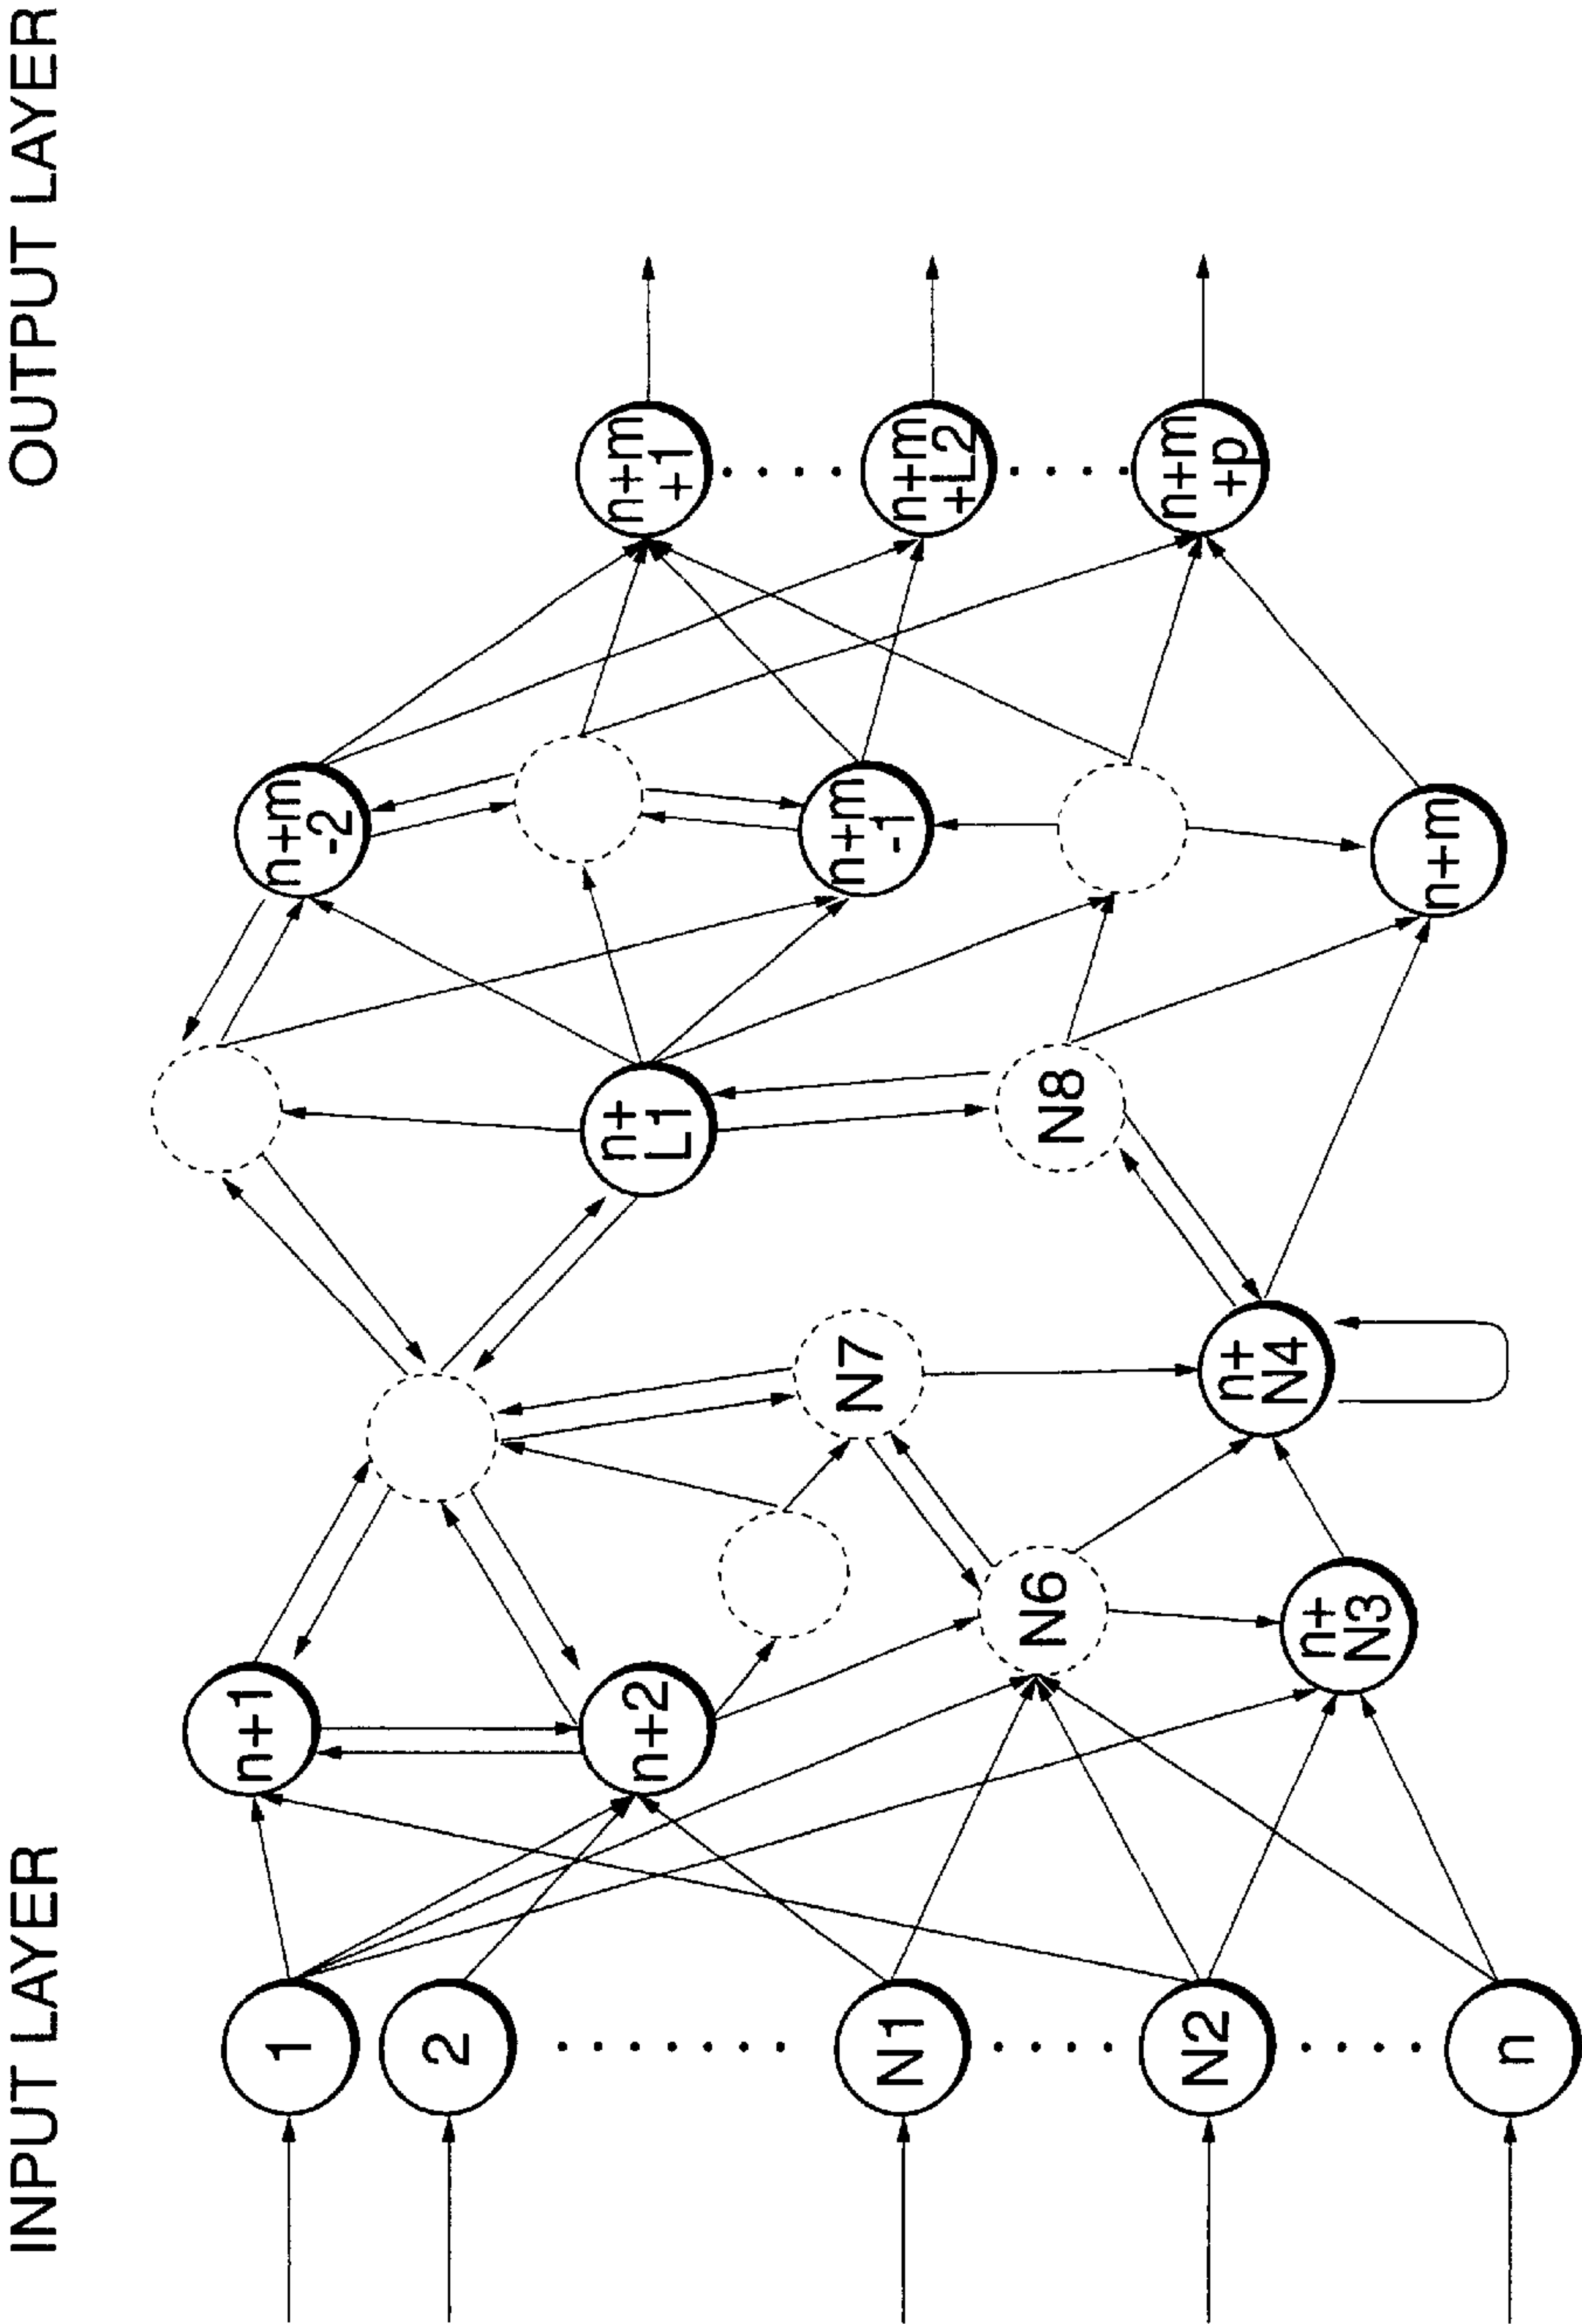 INPUT LAYER
OUTPUT LAYER
1
2
N1
N2
n
n+1
n+2
N6
n+
N3
N7
n+
N4
n+
L1
N8
n+m
-2
n+m
-1
n+m
n+m
+1
n+m
+L2
n+m
+p